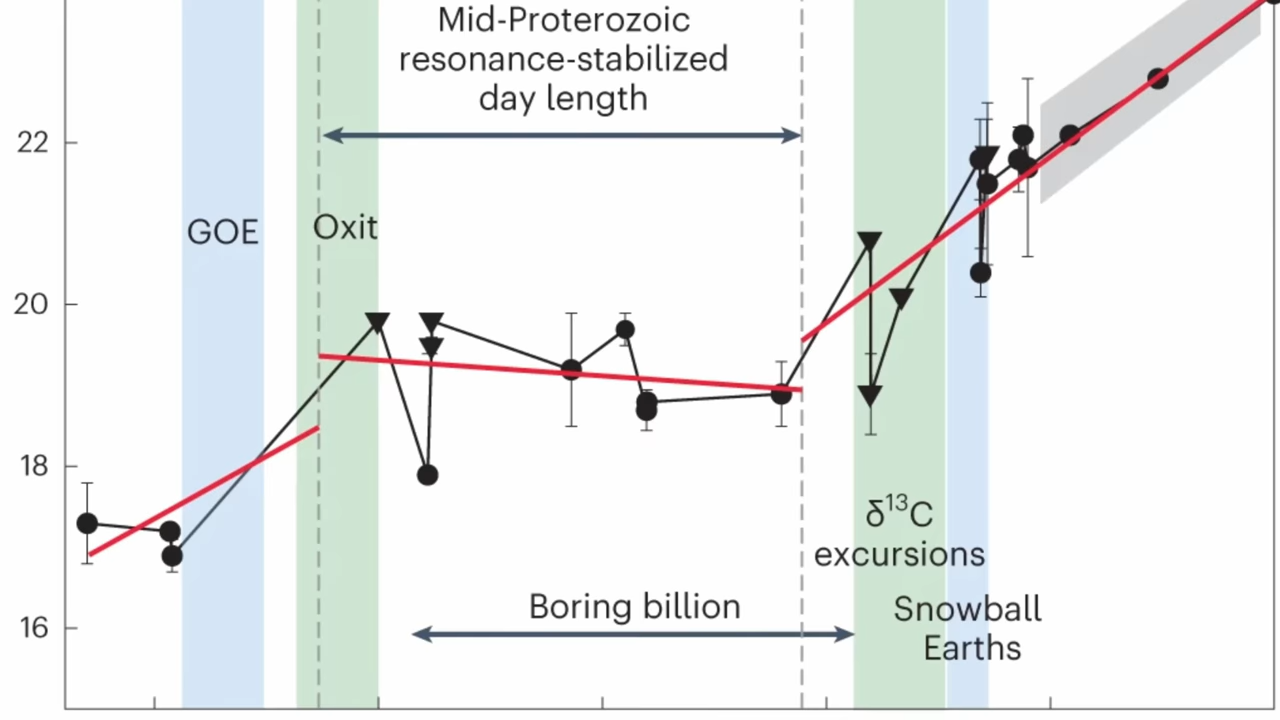 Mid-Proterozoic
resonance-stabilized
day length
22
GOE
Oxit
20
18
δ¹³C
excursions
Boring billion
Snowball
Earths
16